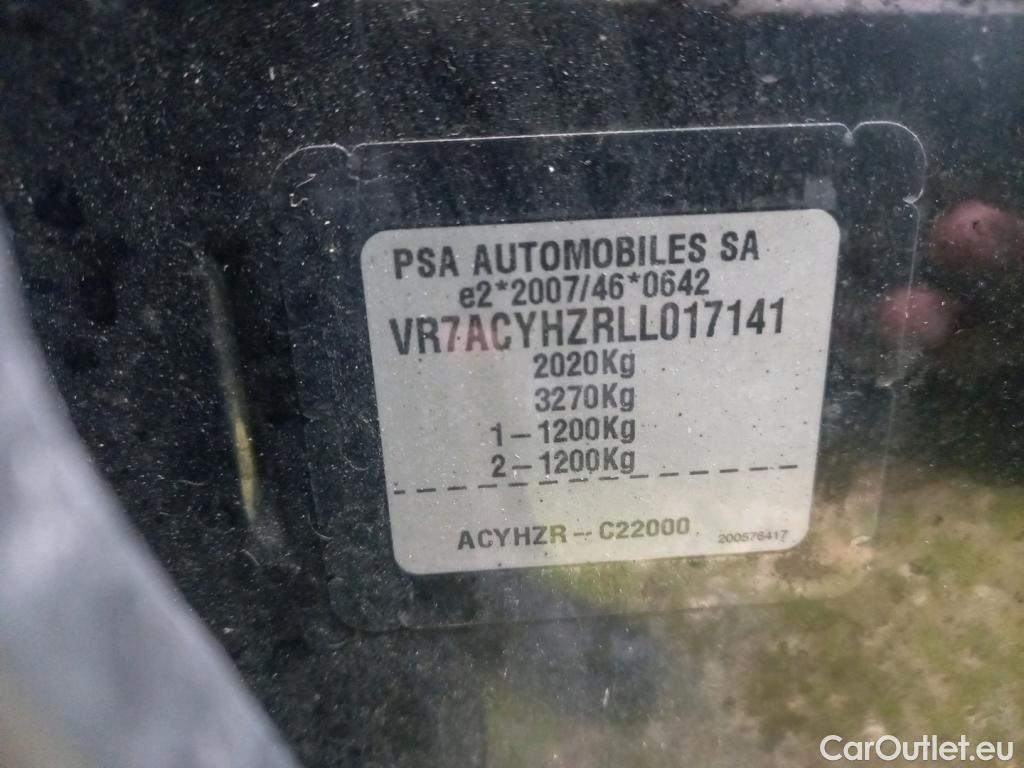 PSA AUTOMOBILES SA
e2*2007/46*0642
VR7ACYHZRLL017141
2020Kg
3270Kg
1-1200Kg
2-1200Kg
ACYHZR -- C22000
200576417
CarOutlet.eu